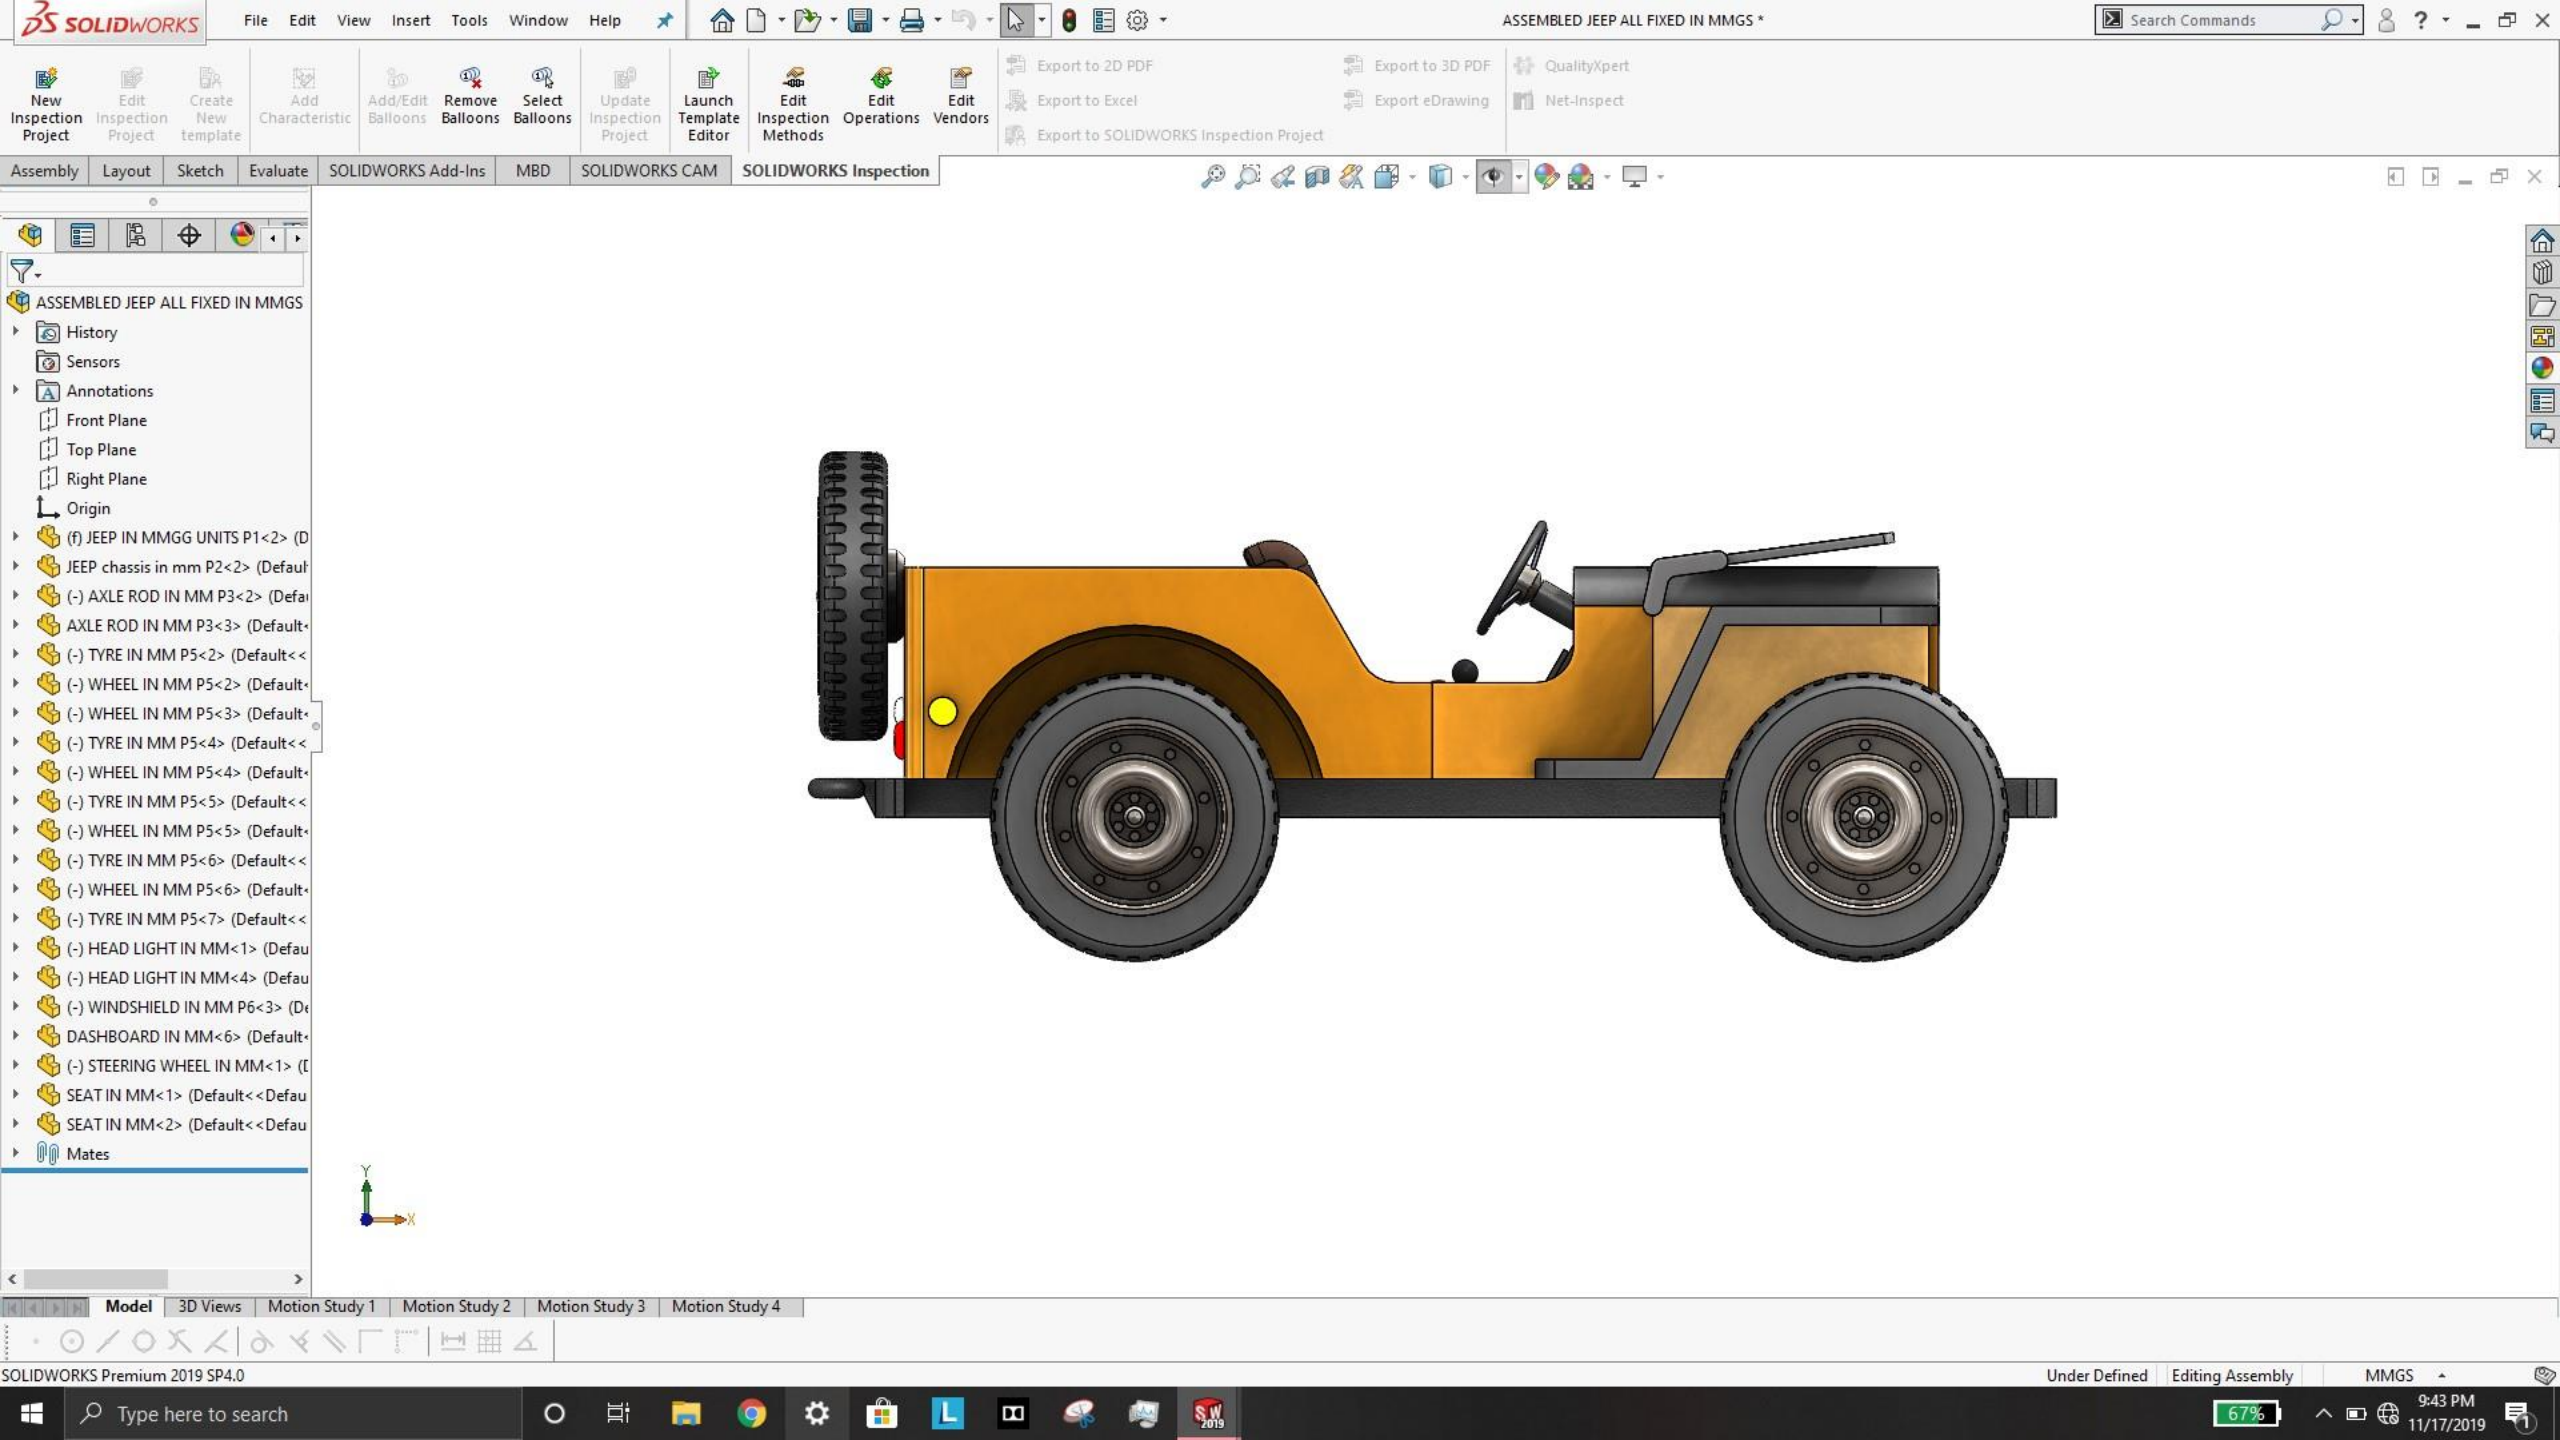 SOLIDWORKS
File Edit View Insert Tools Window Help
ASSEMBLED JEEP ALL FIXED IN MMGS *
Search Commands
New Inspection Project
Edit Inspection Project
Create New template
Add Characteristic
Add/Edit Balloons
Remove Balloons
Select Balloons
Update Inspection Project
Launch Template Editor
Edit Inspection Methods
Edit Operations
Edit Vendors
Export to 2D PDF
Export to Excel
Export to SOLIDWORKS Inspection Project
Export to 3D PDF
Export eDrawing
QualityXpert
Net-Inspect
Assembly Layout Sketch Evaluate SOLIDWORKS Add-Ins MBD SOLIDWORKS CAM SOLIDWORKS Inspection
ASSEMBLED JEEP ALL FIXED IN MMGS
History
Sensors
Annotations
Front Plane
Top Plane
Right Plane
Origin
(f) JEEP IN MMGG UNITS P1<2> (D
JEEP chassis in mm P2<2> (Defaul
(-) AXLE ROD IN MM P3<2> (Defa
AXLE ROD IN MM P3<3> (Default<
(-) TYRE IN MM P5<2> (Default<<
(-) WHEEL IN MM P5<2> (Default<
(-) WHEEL IN MM P5<3> (Default<
(-) TYRE IN MM P5<4> (Default<<
(-) WHEEL IN MM P5<4> (Default<
(-) TYRE IN MM P5<5> (Default<<
(-) WHEEL IN MM P5<5> (Default<
(-) TYRE IN MM P5<6> (Default<<
(-) WHEEL IN MM P5<6> (Default<
(-) TYRE IN MM P5<7> (Default<<
(-) HEAD LIGHT IN MM<1> (Defau
(-) HEAD LIGHT IN MM<4> (Defau
(-) WINDSHIELD IN MM P6<3> (De
DASHBOARD IN MM<6> (Default<
(-) STEERING WHEEL IN MM<1> (D
SEAT IN MM<1> (Default<<Defau
SEAT IN MM<2> (Default<<Defau
Mates
Y
X
Model 3D Views Motion Study 1 Motion Study 2 Motion Study 3 Motion Study 4
SOLIDWORKS Premium 2019 SP4.0
Under Defined Editing Assembly MMGS
Type here to search
L
SW
2019
67%
9:43 PM
11/17/2019
1